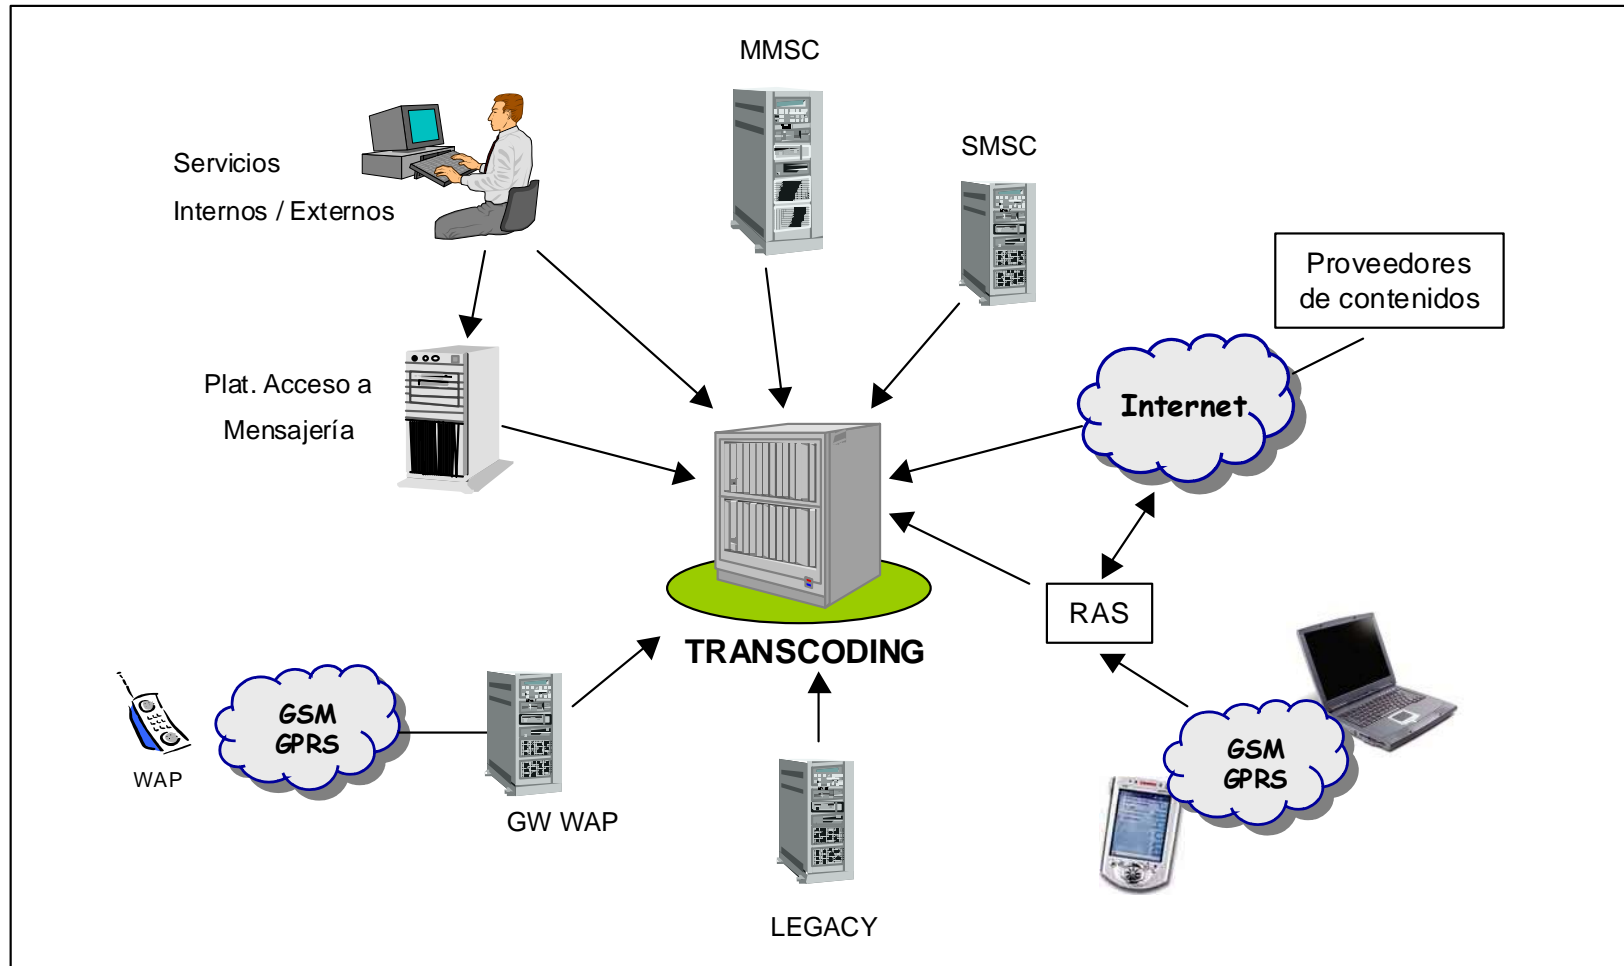 MMSC
SMSC
Servicios
Internos / Externos
Proveedores
de contenidos
Plat. Acceso a
Mensajería
Internet
RAS
TRANSCODING
GSM
GPRS
WAP
GW WAP
GSM
GPRS
LEGACY